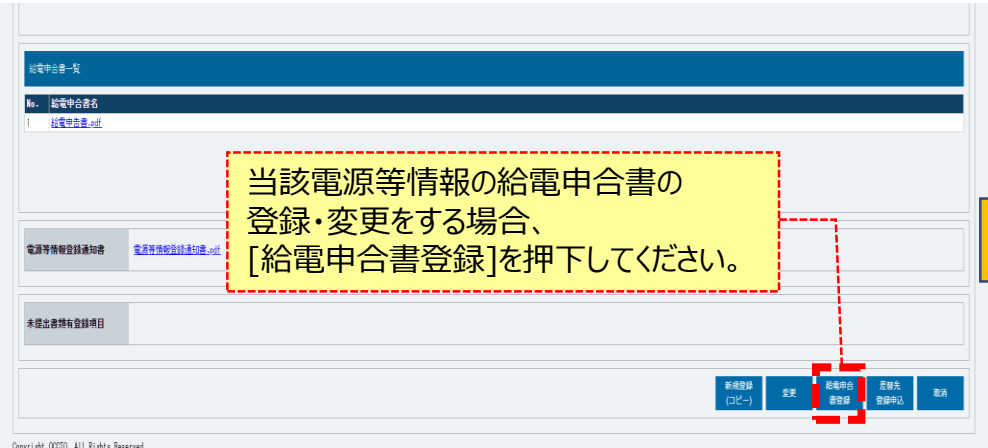 給電申合書一覧
No. 給電申合書名
1 給電申告書.pdf
当該電源等情報の給電申合書の
登録・変更をする場合、
[給電申合書登録]を押下してください。
電源等情報登録通知書 電源等情報登録通知書.pdf
未提出書類有登録項目
新規登録
(コピー)
変更
給電申合
書登録
差替先
登録申込
取消
Copyright OCCTO. All Rights Reserved.